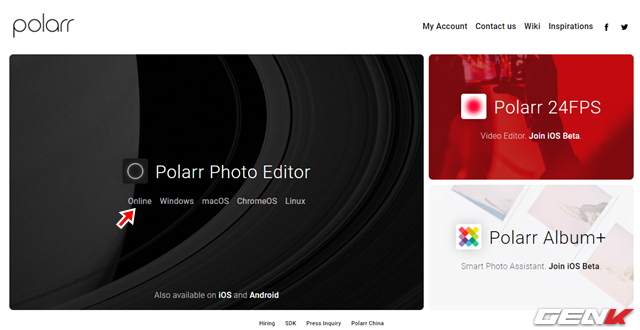 polarr
My Account Contact us Wiki Inspirations
Polarr Photo Editor
Online Windows macOS ChromeOS Linux
Also available on iOS and Android
Polarr 24FPS
Video Editor. Join iOS Beta.
Polarr Album+
Smart Photo Assistant. Join iOS Beta.
Hiring SDK Press Inquiry Polarr China
GENK